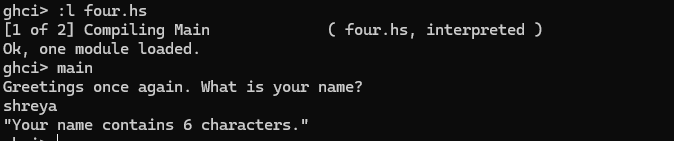 ghci> :l four.hs
[1 of 2] Compiling Main             ( four.hs, interpreted )
Ok, one module loaded.
ghci> main
Greetings once again. What is your name?
shreya
"Your name contains 6 characters."
ghci>